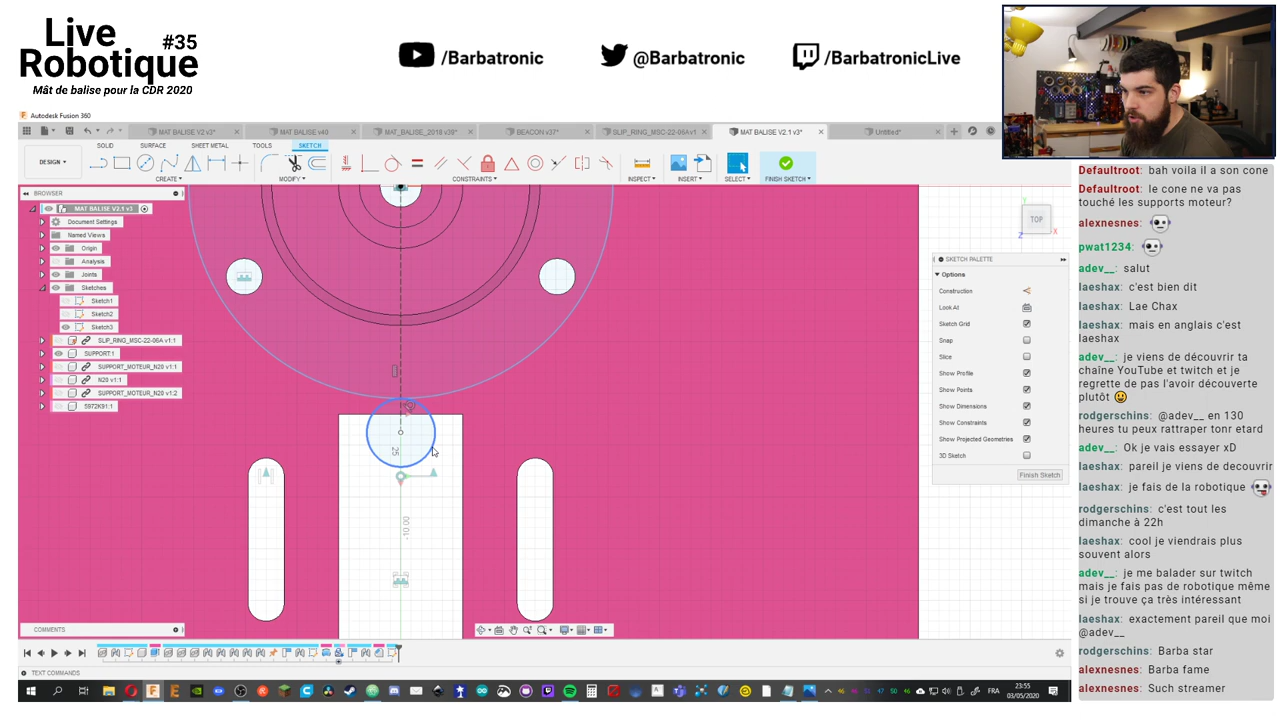 Live
Robotique #35
Mât de balise pour la CDR 2020
/Barbatronic
@Barbatronic
/BarbatronicLive
Autodesk Fusion 360
MAT BALISE V2 v3*
MAT BALISE v40
MAT_BALISE_2018 v39*
BEACON v37*
SLIP_RING_MSC-22-06Av1
MAT BALISE V2.1 v3*
Untitled*
SOLID
SURFACE
SHEET METAL
TOOLS
SKETCH
DESIGN
CREATE
MODIFY
CONSTRAINTS
INSPECT
INSERT
SELECT
FINISH SKETCH
BROWSER
MAT BALISE V2.1 v3
Document Settings
Named Views
Origin
Analysis
Joints
Sketches
Sketch1
Sketch2
Sketch3
SLIP_RING_MSC-22-06A v1:1
SUPPORT:1
SUPPORT_MOTEUR_N20 v1:1
N20 v1:1
SUPPORT_MOTEUR_N20 v1:2
5972K91:1
25
-10.00
TOP
Y
X
Z
SKETCH PALETTE
Options
Construction
Look At
Sketch Grid
Snap
Slice
Show Profile
Show Points
Show Dimensions
Show Constraints
Show Projected Geometries
3D Sketch
Finish Sketch
COMMENTS
TEXT COMMANDS
FRA
23:55
03/05/2020
Defaultroot: bah voila il a son cone
Defaultroot: le cone ne va pas
touché les supports moteur?
alexnesnes:
pwat1234:
adev__: salut
laeshax: c'est bien dit
laeshax: Lae Chax
laeshax: mais en anglais c'est
laeshax
adev__: je viens de découvrir ta
chaîne YouTube et twitch et je
regrette de pas l'avoir découverte
plutôt
rodgerschins: @adev__ en 130
heures tu peux rattraper tonr etard
adev__: Ok je vais essayer xD
laeshax: pareil je viens de decouvrir
laeshax: je fais de la robotique
rodgerschins: c'est tout les
dimanche à 22h
laeshax: cool je viendrais plus
souvent alors
adev__: je me balader sur twitch
mais je fais pas de robotique même
si je trouve ça très intéressant
laeshax: exactement pareil que moi
@adev__
rodgerschins: Barba star
alexnesnes: Barba fame
alexnesnes: Such streamer